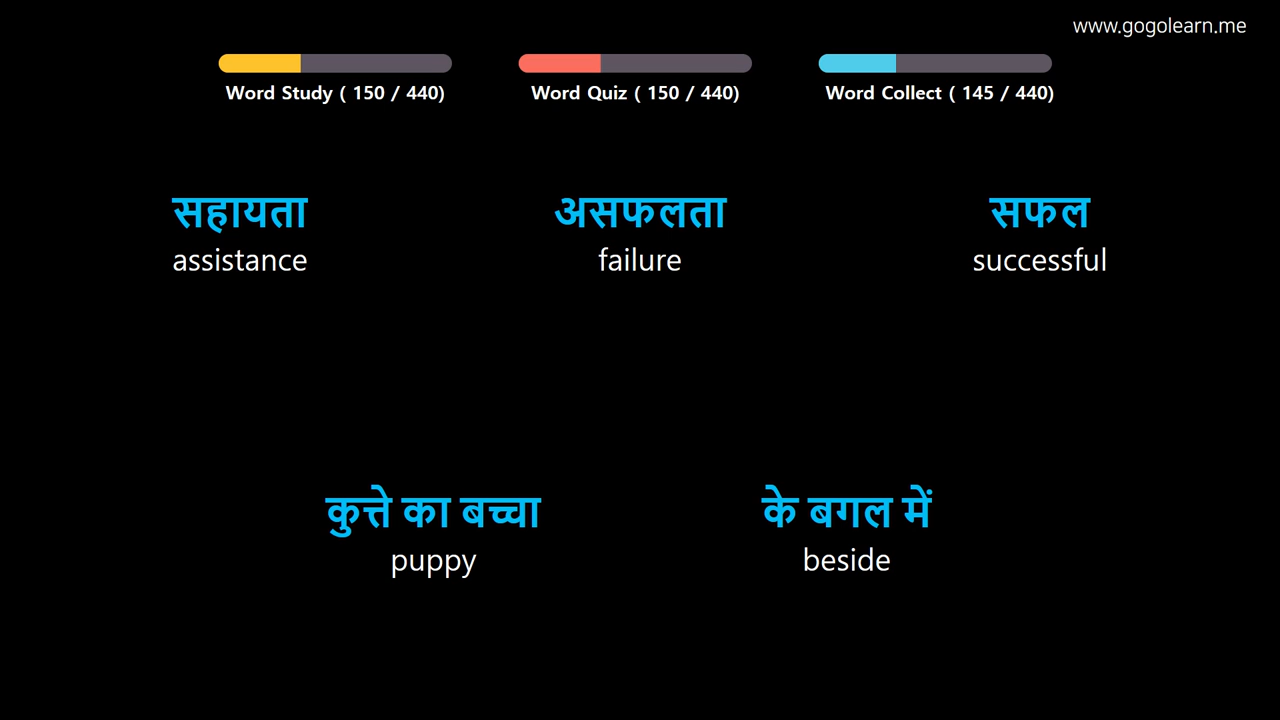 www.gogolearn.me
Word Study ( 150 / 440)
Word Quiz ( 150 / 440)
Word Collect ( 145 / 440)
सहायता
assistance
असफलता
failure
सफल
successful
कुत्ते का बच्चा
puppy
के बगल में
beside